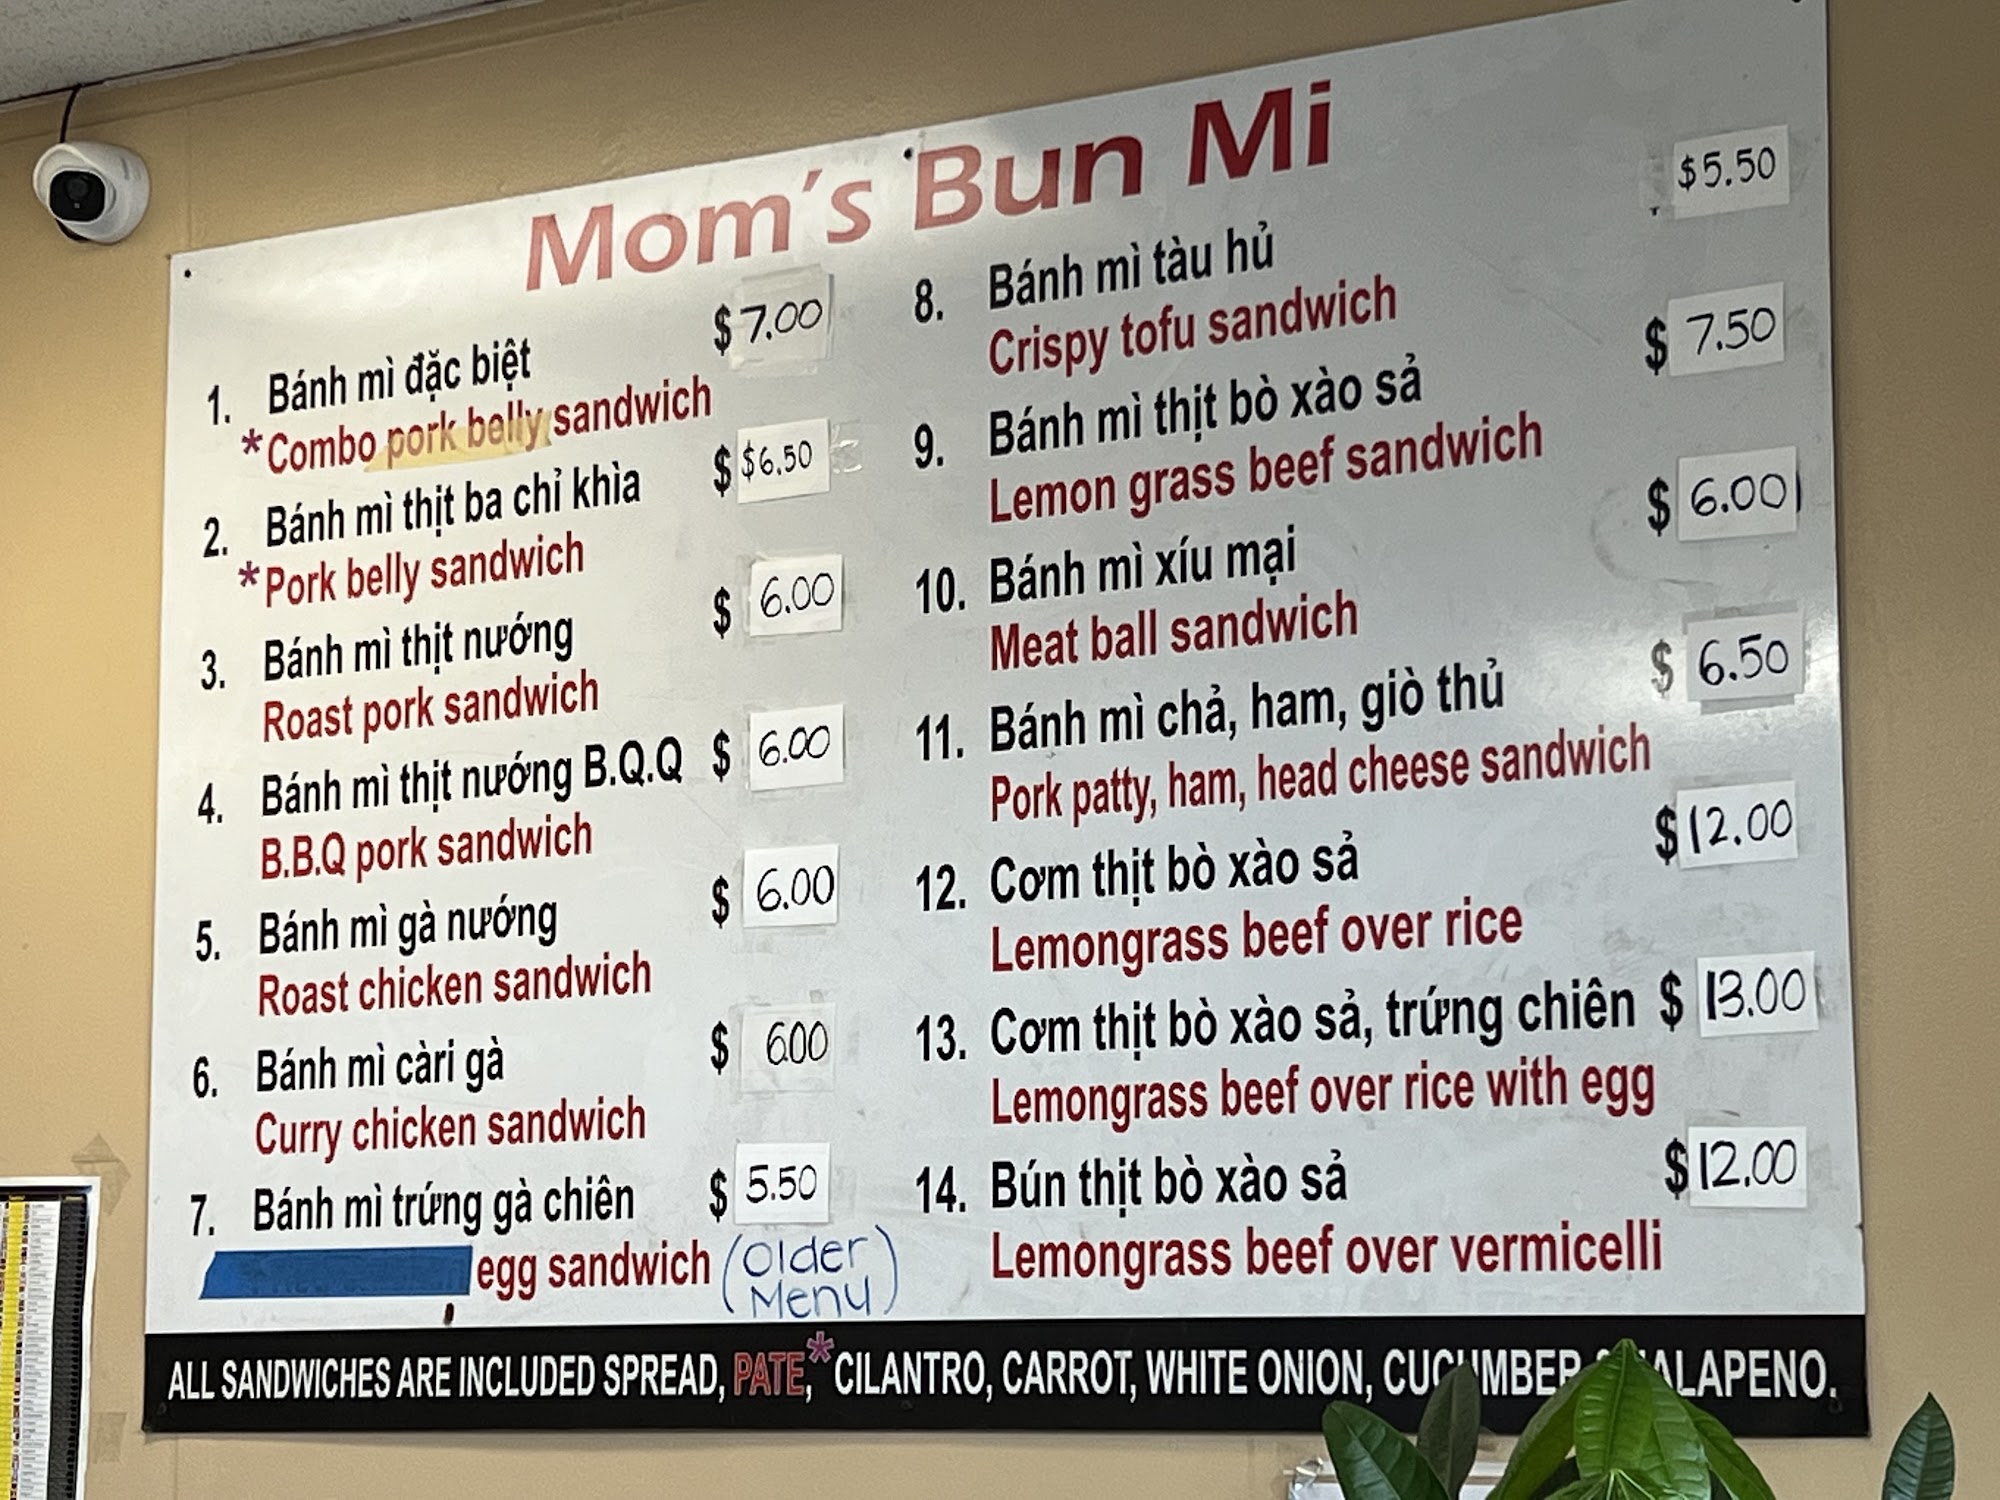 Mom's Bun Mi
1. Bánh mì đặc biệt $ 7.00
*Combo pork belly sandwich
2. Bánh mì thịt ba chỉ khìa $ $6.50
*Pork belly sandwich
3. Bánh mì thịt nướng $ 6.00
Roast pork sandwich
4. Bánh mì thịt nướng B.Q.Q $ 6.00
B.B.Q pork sandwich
5. Bánh mì gà nướng $ 6.00
Roast chicken sandwich
6. Bánh mì càri gà $ 600
Curry chicken sandwich
7. Bánh mì trứng gà chiên $ 5.50
egg sandwich (Older
Menu)
8. Bánh mì tàu hủ $5.50
Crispy tofu sandwich
9. Bánh mì thịt bò xào sả $ 7.50
Lemon grass beef sandwich
10. Bánh mì xíu mại $ 6.00
Meat ball sandwich
11. Bánh mì chả, ham, giò thủ $ 6.50
Pork patty, ham, head cheese sandwich
12. Cơm thịt bò xào sả $ 12.00
Lemongrass beef over rice
13. Cơm thịt bò xào sả, trứng chiên $ 13.00
Lemongrass beef over rice with egg
14. Bún thịt bò xào sả $ 12.00
Lemongrass beef over vermicelli
ALL SANDWICHES ARE INCLUDED SPREAD, PATE,* CILANTRO, CARROT, WHITE ONION, CUCUMBER & JALAPENO.